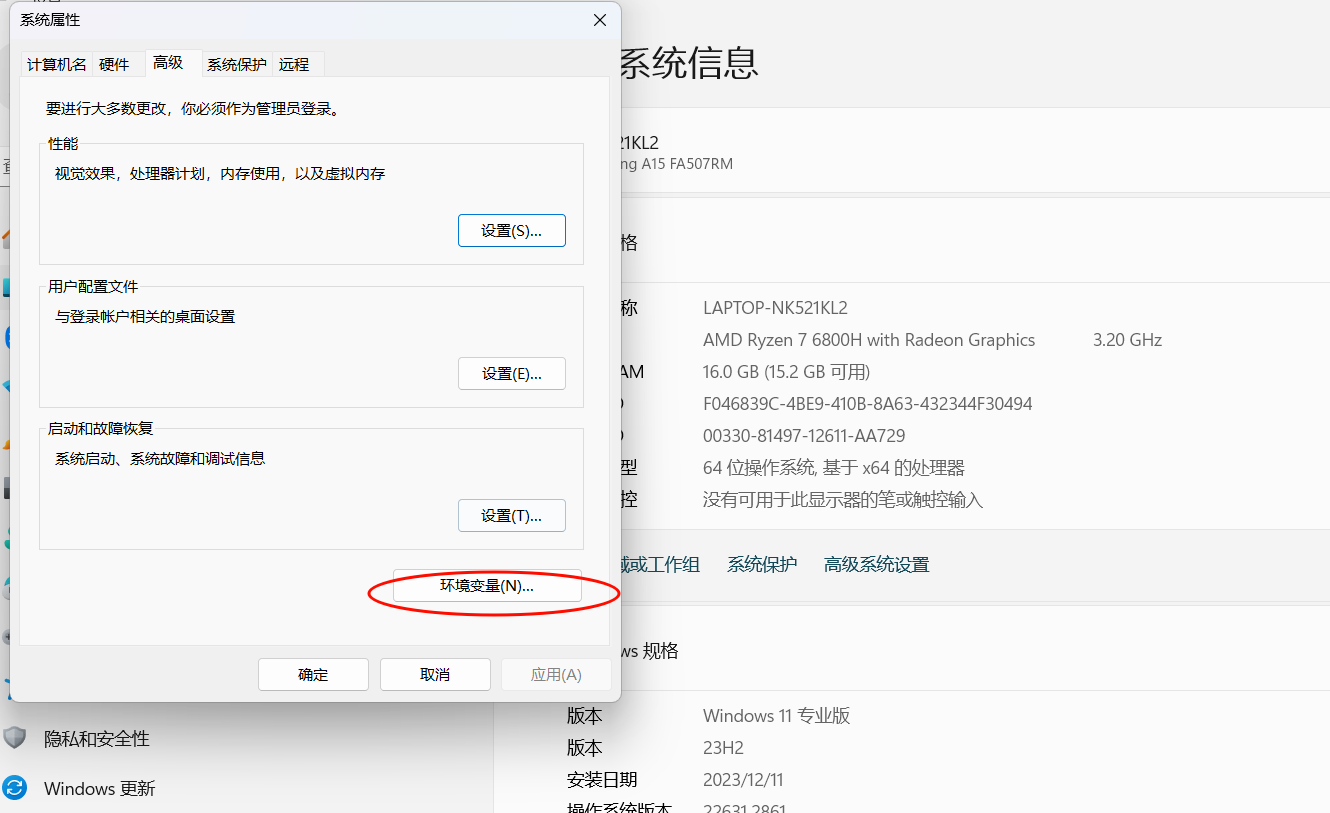 系统属性
计算机名 硬件 高级 系统保护 远程
要进行大多数更改，你必须作为管理员登录。
性能
视觉效果，处理器计划，内存使用，以及虚拟内存
设置(S)...
用户配置文件
与登录帐户相关的桌面设置
设置(E)...
启动和故障恢复
系统启动、系统故障和调试信息
设置(T)...
环境变量(N)...
确定 取消 应用(A)
隐私和安全性
Windows 更新
系统信息
21KL2
ng A15 FA507RM
格
称 LAPTOP-NK521KL2
AMD Ryzen 7 6800H with Radeon Graphics 3.20 GHz
AM 16.0 GB (15.2 GB 可用)
F046839C-4BE9-410B-8A63-432344F30494
00330-81497-12611-AA729
型 64 位操作系统, 基于 x64 的处理器
控 没有可用于此显示器的笔或触控输入
域或工作组 系统保护 高级系统设置
ws 规格
版本 Windows 11 专业版
版本 23H2
安装日期 2023/12/11
操作系统版本 22631.2861